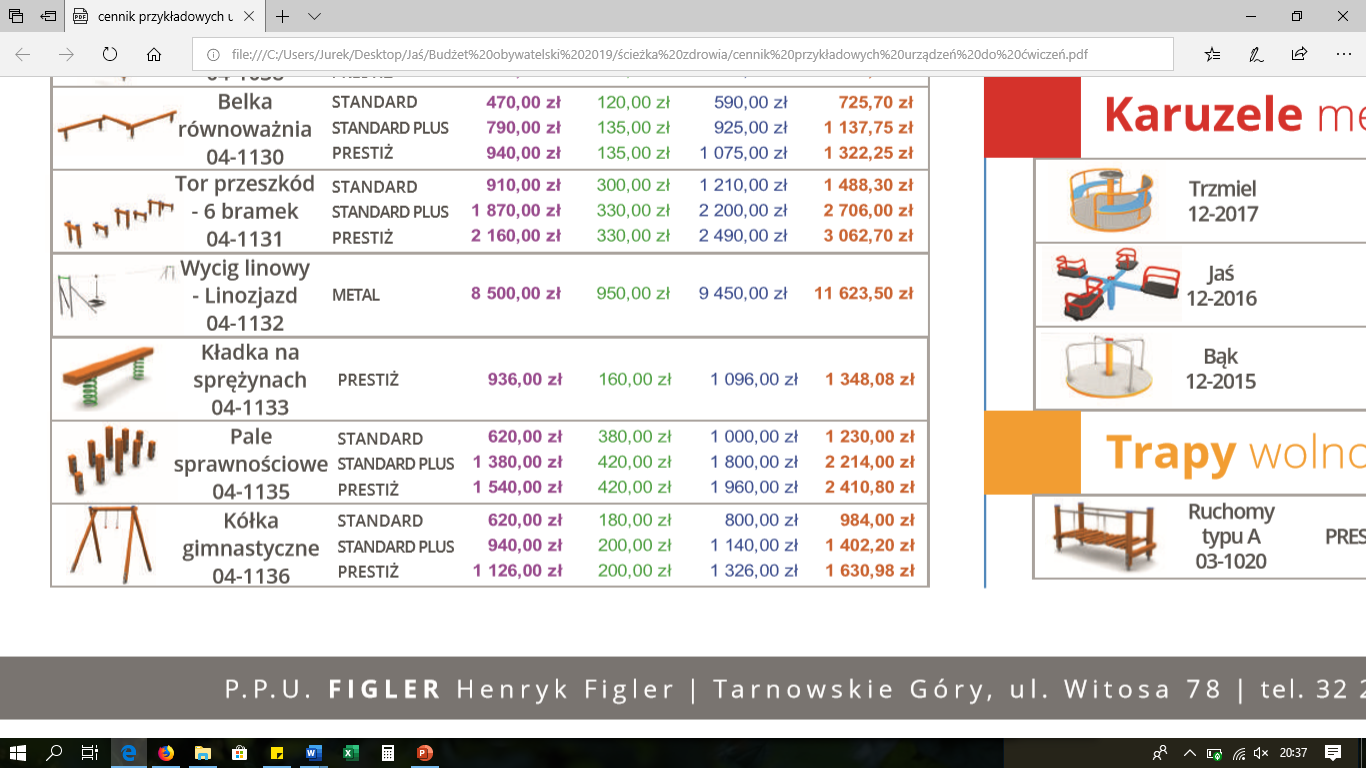 cennik przykładowych u
file:///C:/Users/Jurek/Desktop/Jaś/Budżet%20obywatelski%202019/ścieżka%20zdrowia/cennik%20przykładowych%20urządzeń%20do%20ćwiczeń.pdf
Belka równoważnia 04-1130
STANDARD 470,00 zł 120,00 zł 590,00 zł 725,70 zł
STANDARD PLUS 790,00 zł 135,00 zł 925,00 zł 1 137,75 zł
PRESTIŻ 940,00 zł 135,00 zł 1 075,00 zł 1 322,25 zł
Tor przeszkód - 6 bramek 04-1131
STANDARD 910,00 zł 300,00 zł 1 210,00 zł 1 488,30 zł
STANDARD PLUS 1 870,00 zł 330,00 zł 2 200,00 zł 2 706,00 zł
PRESTIŻ 2 160,00 zł 330,00 zł 2 490,00 zł 3 062,70 zł
Wycig linowy - Linozjazd 04-1132
METAL 8 500,00 zł 950,00 zł 9 450,00 zł 11 623,50 zł
Kładka na sprężynach 04-1133
PRESTIŻ 936,00 zł 160,00 zł 1 096,00 zł 1 348,08 zł
Pale sprawnościowe 04-1135
STANDARD 620,00 zł 380,00 zł 1 000,00 zł 1 230,00 zł
STANDARD PLUS 1 380,00 zł 420,00 zł 1 800,00 zł 2 214,00 zł
PRESTIŻ 1 540,00 zł 420,00 zł 1 960,00 zł 2 410,80 zł
Kółka gimnastyczne 04-1136
STANDARD 620,00 zł 180,00 zł 800,00 zł 984,00 zł
STANDARD PLUS 940,00 zł 200,00 zł 1 140,00 zł 1 402,20 zł
PRESTIŻ 1 126,00 zł 200,00 zł 1 326,00 zł 1 630,98 zł
Karuzele me
Trzmiel
12-2017
Jaś
12-2016
Bąk
12-2015
Trapy wolno
Ruchomy
typu A
03-1020
PRES
P.P.U. FIGLER Henryk Figler | Tarnowskie Góry, ul. Witosa 78 | tel. 32 2
20:37